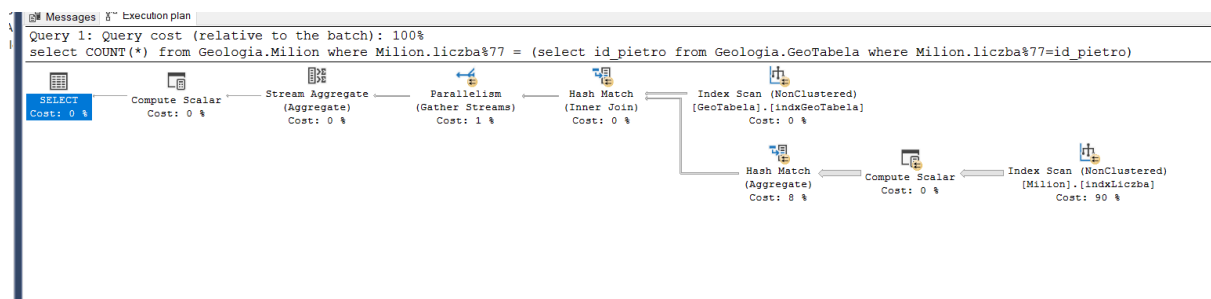 Messages Execution plan
Query 1: Query cost (relative to the batch): 100%
select COUNT(*) from Geologia.Milion where Milion.liczba%77 = (select id_pietro from Geologia.GeoTabela where Milion.liczba%77=id_pietro)
SELECT
Cost: 0 %
Compute Scalar
Cost: 0 %
Stream Aggregate
(Aggregate)
Cost: 0 %
Parallelism
(Gather Streams)
Cost: 1 %
Hash Match
(Inner Join)
Cost: 0 %
Index Scan (NonClustered)
[GeoTabela].[indxGeoTabela]
Cost: 0 %
Hash Match
(Aggregate)
Cost: 8 %
Compute Scalar
Cost: 0 %
Index Scan (NonClustered)
[Milion].[indxLiczba]
Cost: 90 %